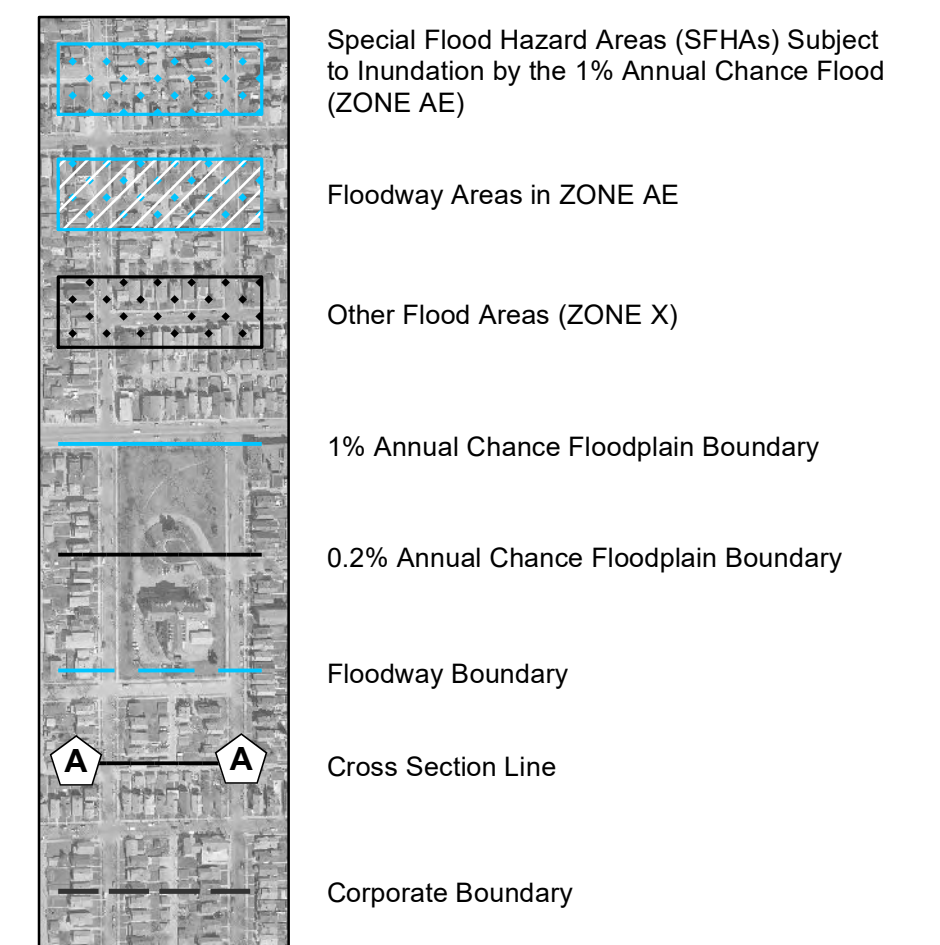 Special Flood Hazard Areas (SFHAs) Subject
to Inundation by the 1% Annual Chance Flood
(ZONE AE)
Floodway Areas in ZONE AE
Other Flood Areas (ZONE X)
1% Annual Chance Floodplain Boundary
0.2% Annual Chance Floodplain Boundary
Floodway Boundary
A A
Cross Section Line
Corporate Boundary